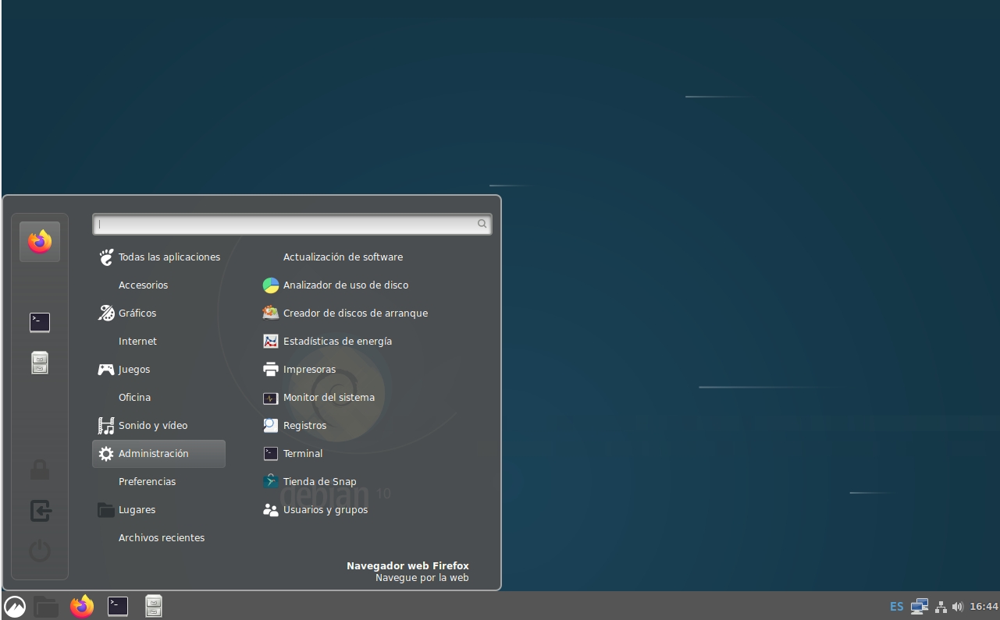 Todas las aplicaciones
Accesorios
Gráficos
Internet
Juegos
Oficina
Sonido y vídeo
Administración
Preferencias
Lugares
Archivos recientes
Actualización de software
Analizador de uso de disco
Creador de discos de arranque
Estadísticas de energía
Impresoras
Monitor del sistema
Registros
Terminal
Tienda de Snap
Usuarios y grupos
debian 10
Navegador web Firefox
Navegue por la web
ES 16:44